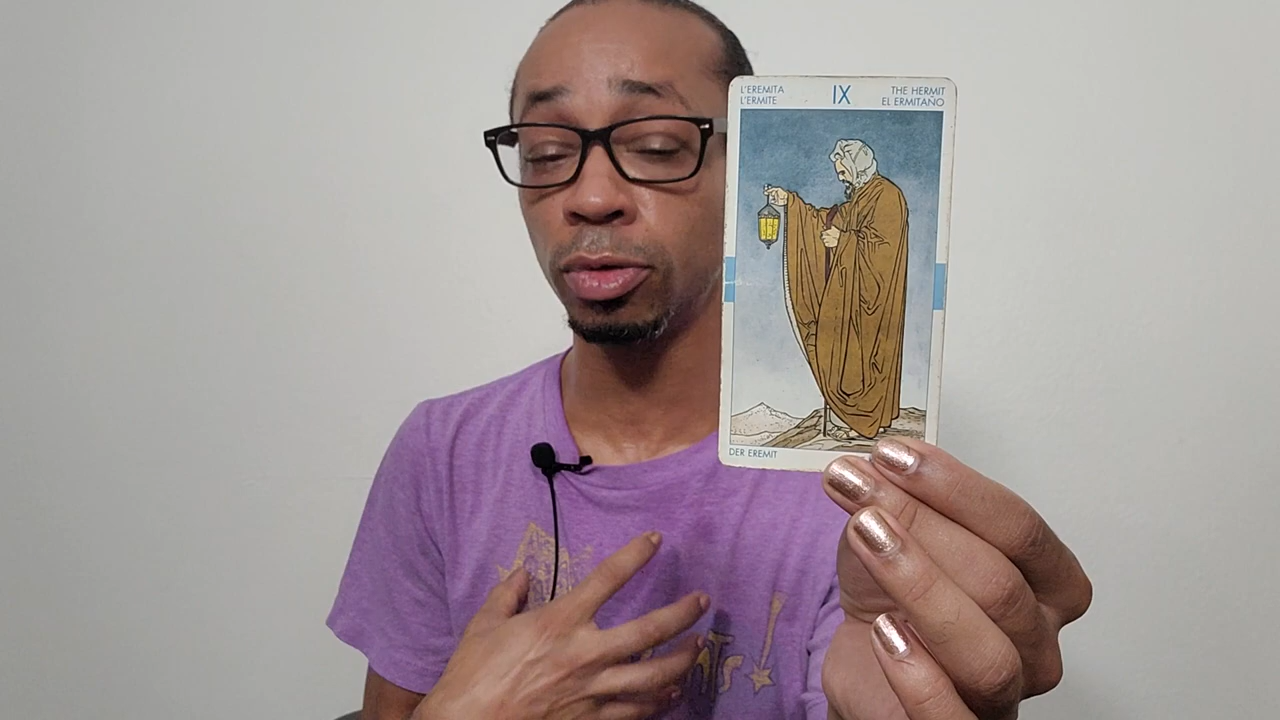 L'EREMITA
L'ERMITE
IX
THE HERMIT
EL ERMITAÑO
DER EREMIT